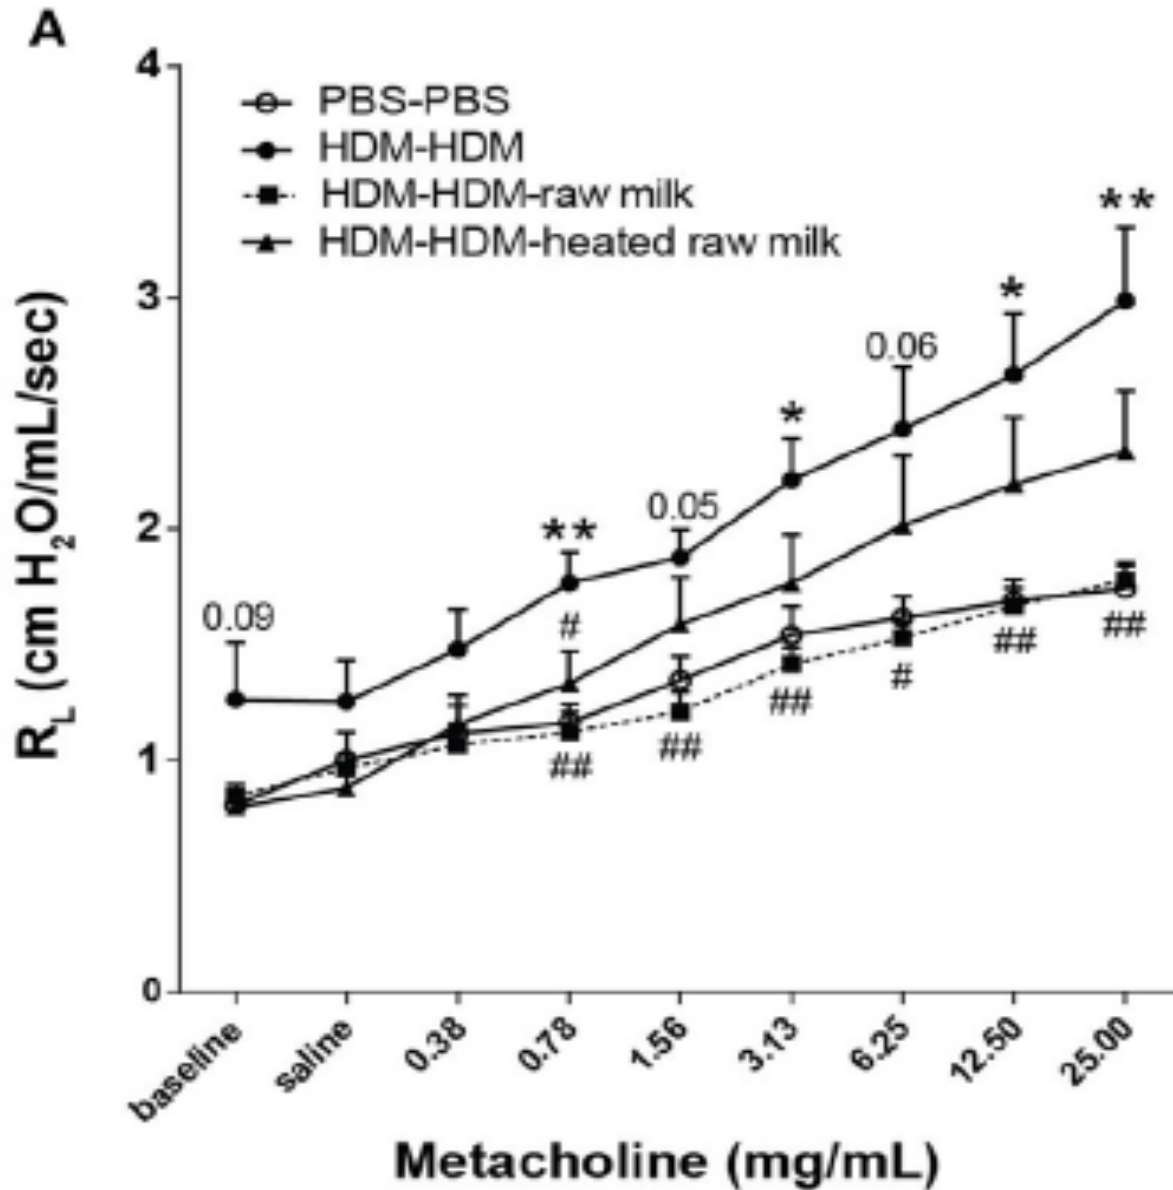 A
4
PBS-PBS
HDM-HDM
HDM-HDM-raw milk
HDM-HDM-heated raw milk
**
3
*
0.06
*
2
**
0.05
0.09
#
##
##
##
#
##
##
1
0
R_L (cm H₂O/mL/sec)
baseline
saline
0.38
0.78
1.56
3.13
6.25
12.50
25.00
Metacholine (mg/mL)